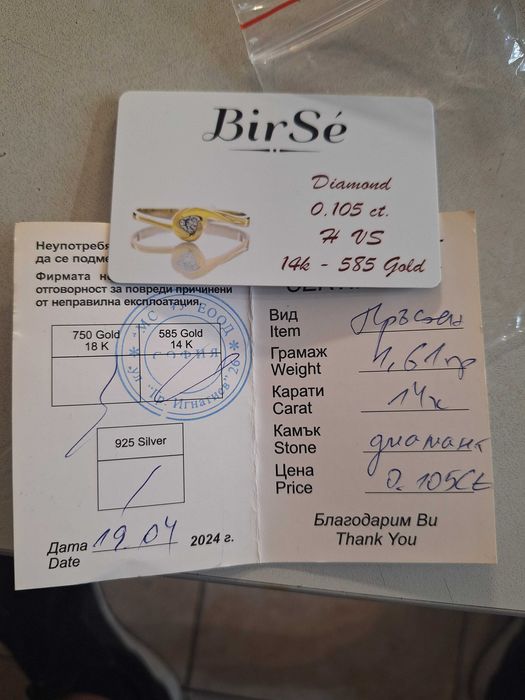 BirSé
Diamond
0.105 ct.
H VS
14k - 585 Gold
Неупотребя
да се подме
Фирмата н
отговорност за повреди причинени
от неправилна експлоатация.
750 Gold
18 K
585 Gold
14 K
925 Silver
Дата 19.04 2024 г.
Date
Вид Пръстен
Item
Грамаж 1,61гр
Weight
Карати 14к
Carat
Камък диамант
Stone
Цена 0.105ct
Price
Благодарим Ви
Thank You
ЕООД
СОФИЯ